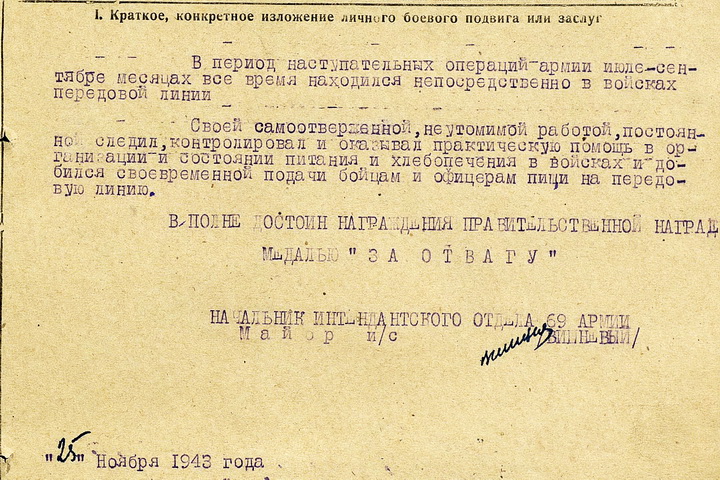 I. Краткое, конкретное изложение личного боевого подвига или заслуг
В период наступательных операций армии июле-сен-
тябре месяцах все время находился непосредственно в войсках
передовой линии
Своей самоотверженной, неутомимой работой, постоян-
но следил, контролировал и оказывал практическую помощь в ор-
ганизации и состоянии питания и хлебопечения в войсках и до-
бился своевременной подачи бойцам и офицерам пищи на передо-
вую линию.
В-ПОЛНЕ ДОСТОИН НАГРАЖДЕНИЯ ПРАВИТЕЛЬСТВЕННОЙ НАГРАД
МЕДАЛЬЮ "ЗА ОТВАГУ"
НАЧАЛЬНИК ИНТЕНДАНТСКОГО ОТДЕЛА 69 АРМИИ
Майор и/с ВИШНЕВЫЙ/
"25" Ноября 1943 года